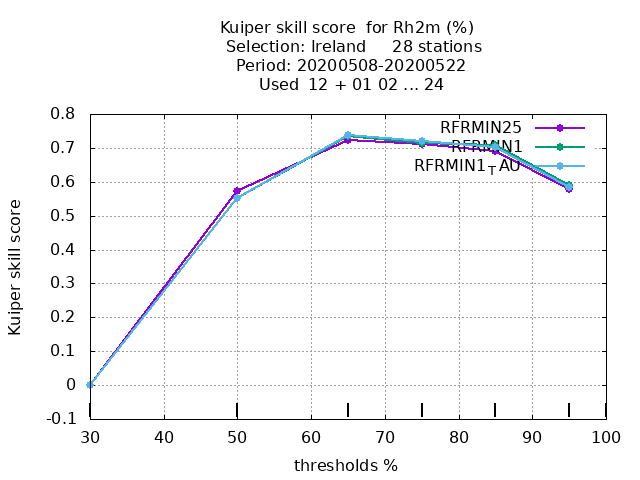 Kuiper skill score  for Rh2m (%)
Selection: Ireland     28 stations
Period: 20200508-20200522
Used  12 + 01 02 ... 24
0.8
0.7
0.6
0.5
0.4
0.3
0.2
0.1
0
-0.1
Kuiper skill score
RFRMIN25
RFRMIN1
RFRMIN1TAU
30 40 50 60 70 80 90 100
thresholds %